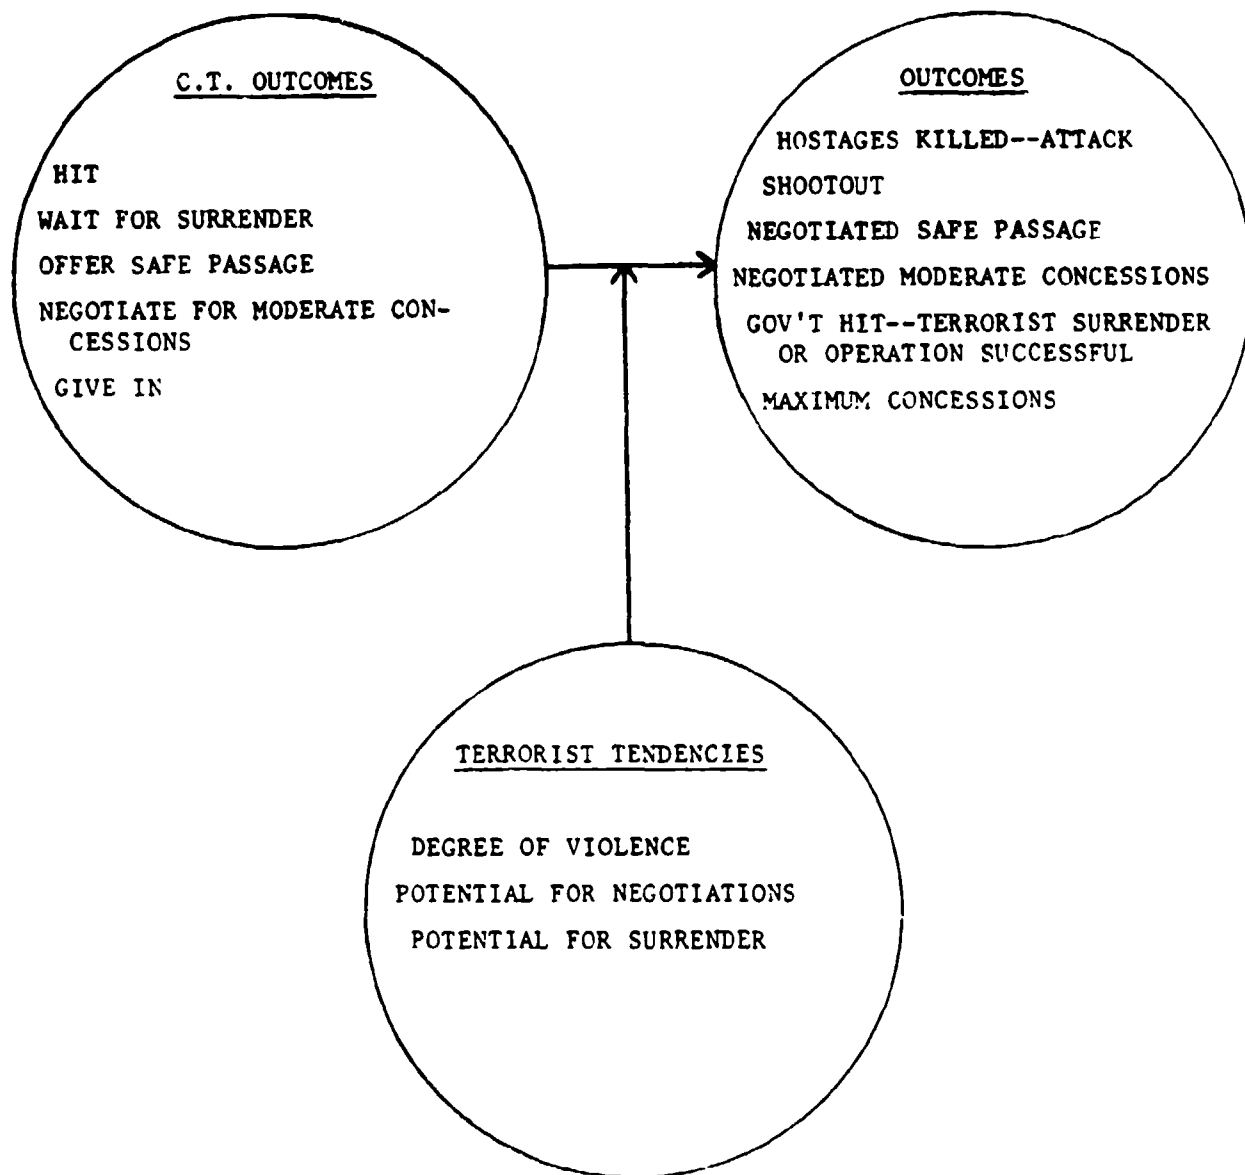 C.T. OUTCOMES
HIT
WAIT FOR SURRENDER
OFFER SAFE PASSAGE
NEGOTIATE FOR MODERATE CON-
CESSIONS
GIVE IN
OUTCOMES
HOSTAGES KILLED--ATTACK
SHOOTOUT
NEGOTIATED SAFE PASSAGE
NEGOTIATED MODERATE CONCESSIONS
GOV'T HIT--TERRORIST SURRENDER
OR OPERATION SUCCESSFUL
MAXIMUM CONCESSIONS
TERRORIST TENDENCIES
DEGREE OF VIOLENCE
POTENTIAL FOR NEGOTIATIONS
POTENTIAL FOR SURRENDER